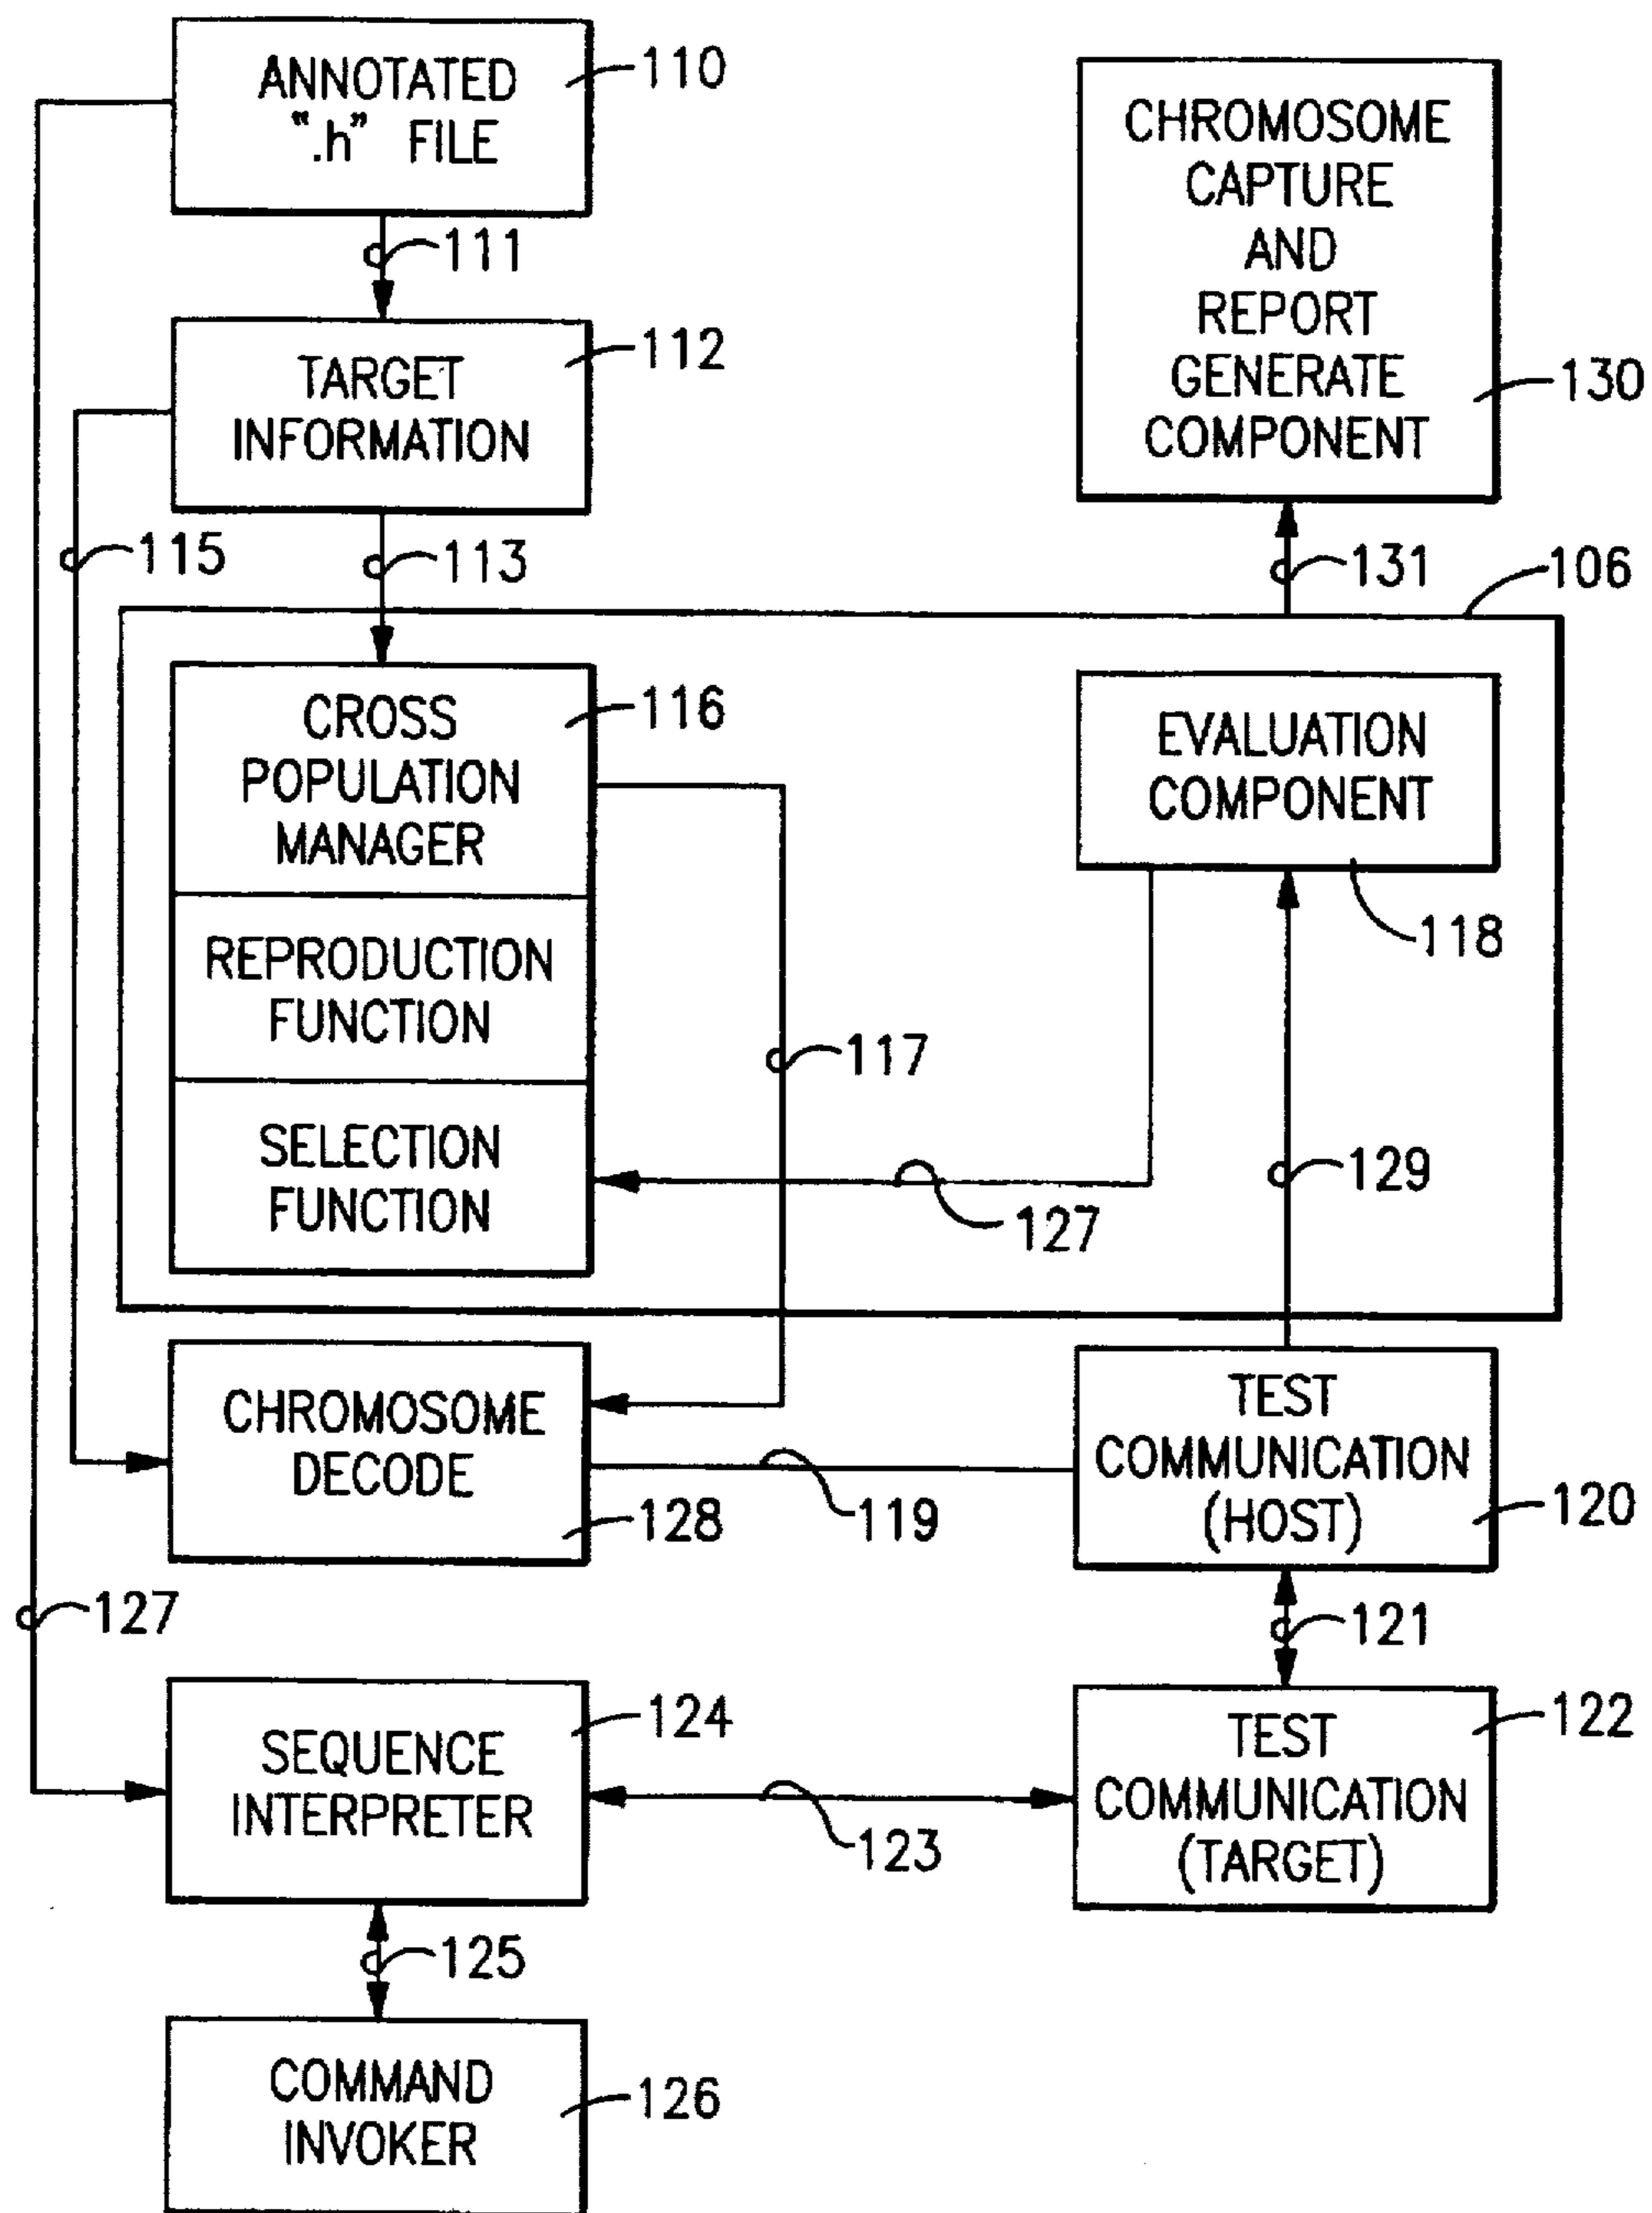 ANNOTATED
“.h” FILE
110
111
TARGET
INFORMATION
112
115
113
CHROMOSOME
CAPTURE
AND
REPORT
GENERATE
COMPONENT
130
131
106
CROSS
POPULATION
MANAGER
116
REPRODUCTION
FUNCTION
SELECTION
FUNCTION
117
EVALUATION
COMPONENT
118
127
129
CHROMOSOME
DECODE
128
119
TEST
COMMUNICATION
(HOST)
120
127
121
SEQUENCE
INTERPRETER
124
123
TEST
COMMUNICATION
(TARGET)
122
125
COMMAND
INVOKER
126